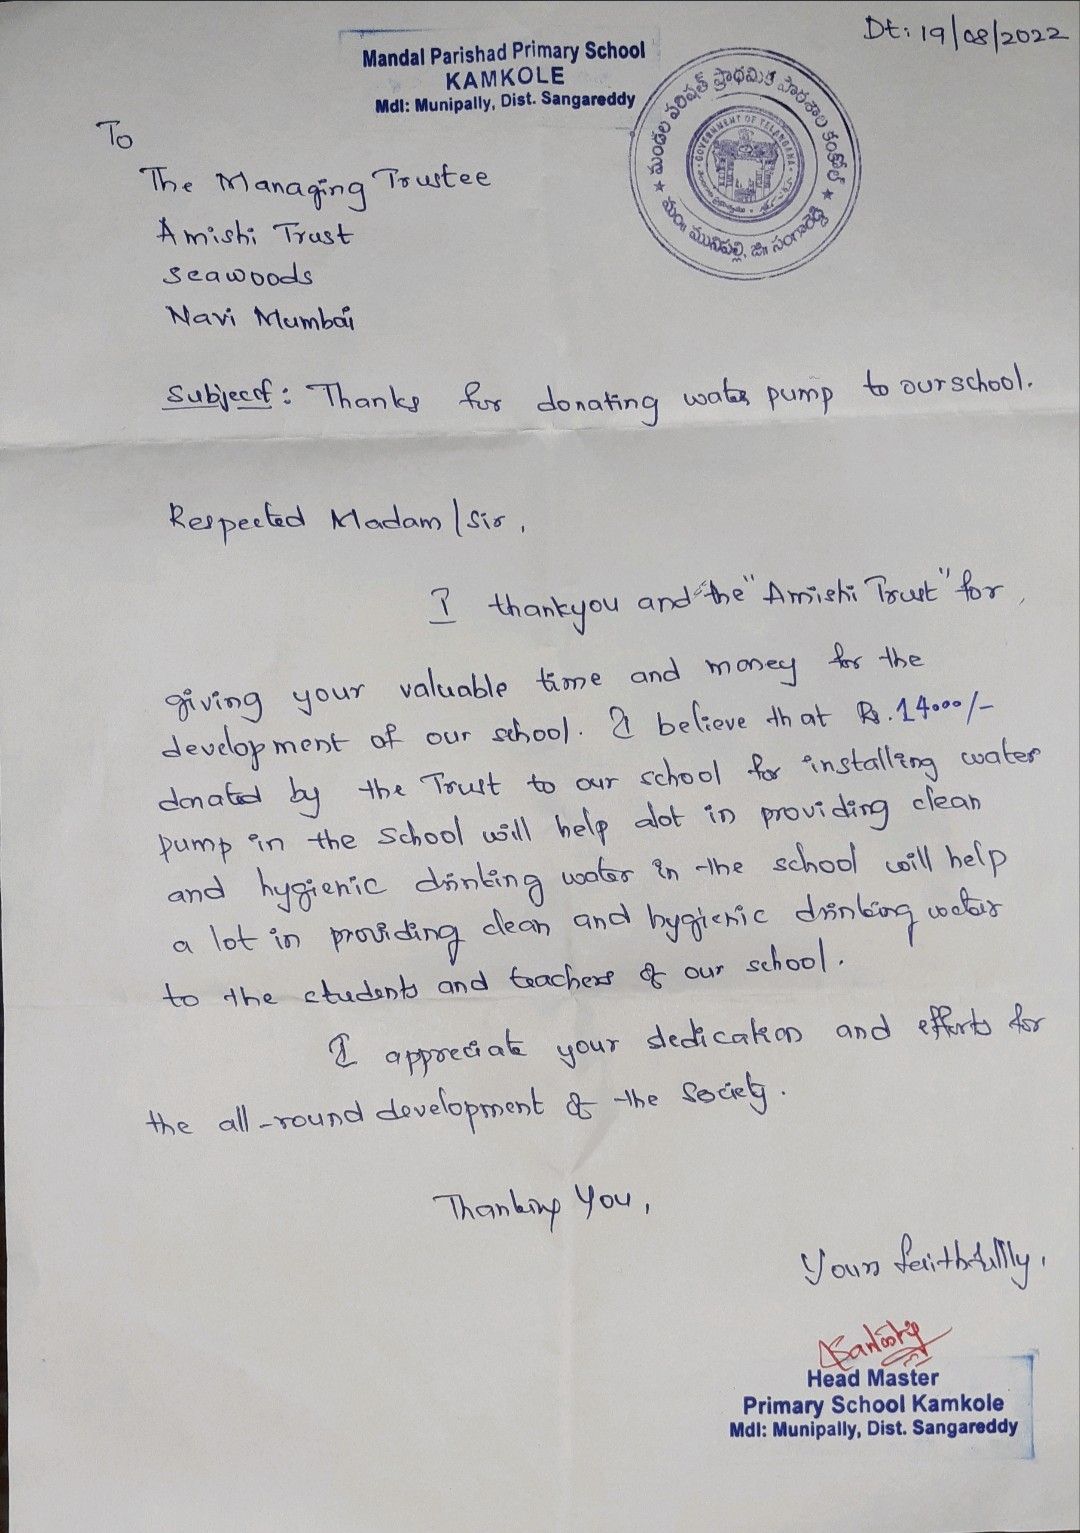 Dt: 19/08/2022
Mandal Parishad Primary School
KAMKOLE
Mdl: Munipally, Dist. Sangareddy
మండల పరిషత్ ప్రాథమిక పాఠశాల కంకోల్
GOVERNMENT OF TELANGANA
★ మం॥ మునిపల్లి, జి॥ సంగారెడ్డి ★
To
The Managing Trustee
Amishi Trust
Seawoods
Navi Mumbai
Subject: Thanks for donating water pump to our school.
Respected Madam/Sir,
I thankyou and the "Amishi Trust" for,
giving your valuable time and money for the
development of our school. I believe that Rs.14000/-
donated by the Trust to our school for installing water
pump in the school will help alot in providing clean
and hygienic drinking water in the school will help
a lot in providing clean and hygienic drinking water
to the students and teachers of our school.
I appreciate your dedication and efforts for
the all-round development of the Society.
Thanking You,
Yours faithfully,
Head Master
Primary School Kamkole
Mdl: Munipally, Dist. Sangareddy